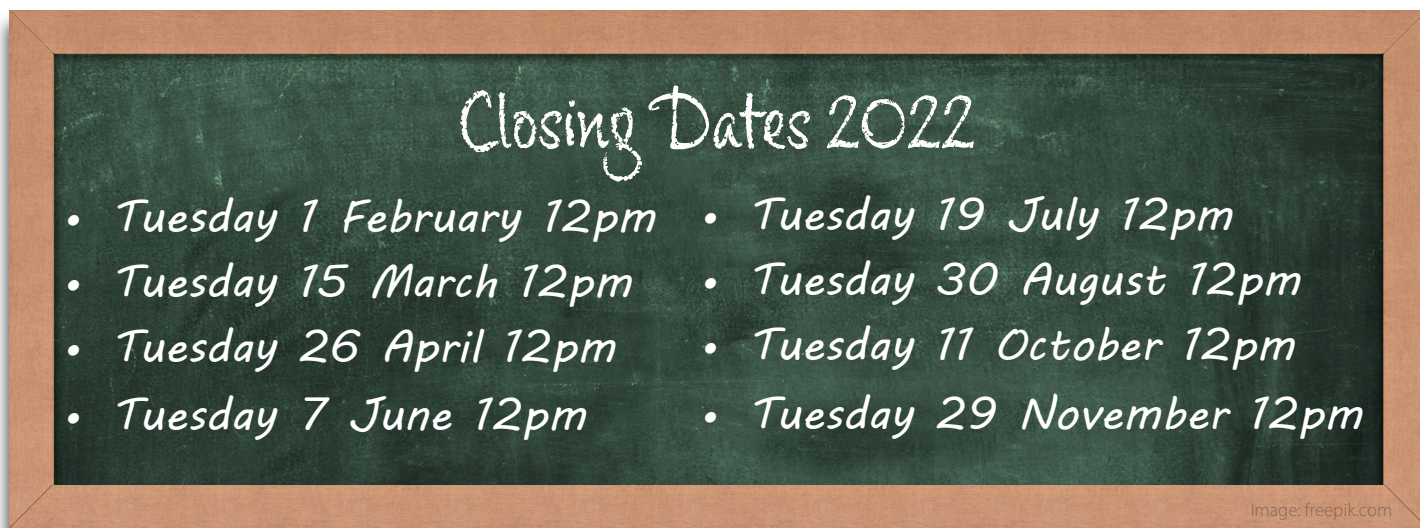 Closing Dates 2022
• Tuesday 1 February 12pm
• Tuesday 15 March 12pm
• Tuesday 26 April 12pm
• Tuesday 7 June 12pm
• Tuesday 19 July 12pm
• Tuesday 30 August 12pm
• Tuesday 11 October 12pm
• Tuesday 29 November 12pm
Image: freepik.com